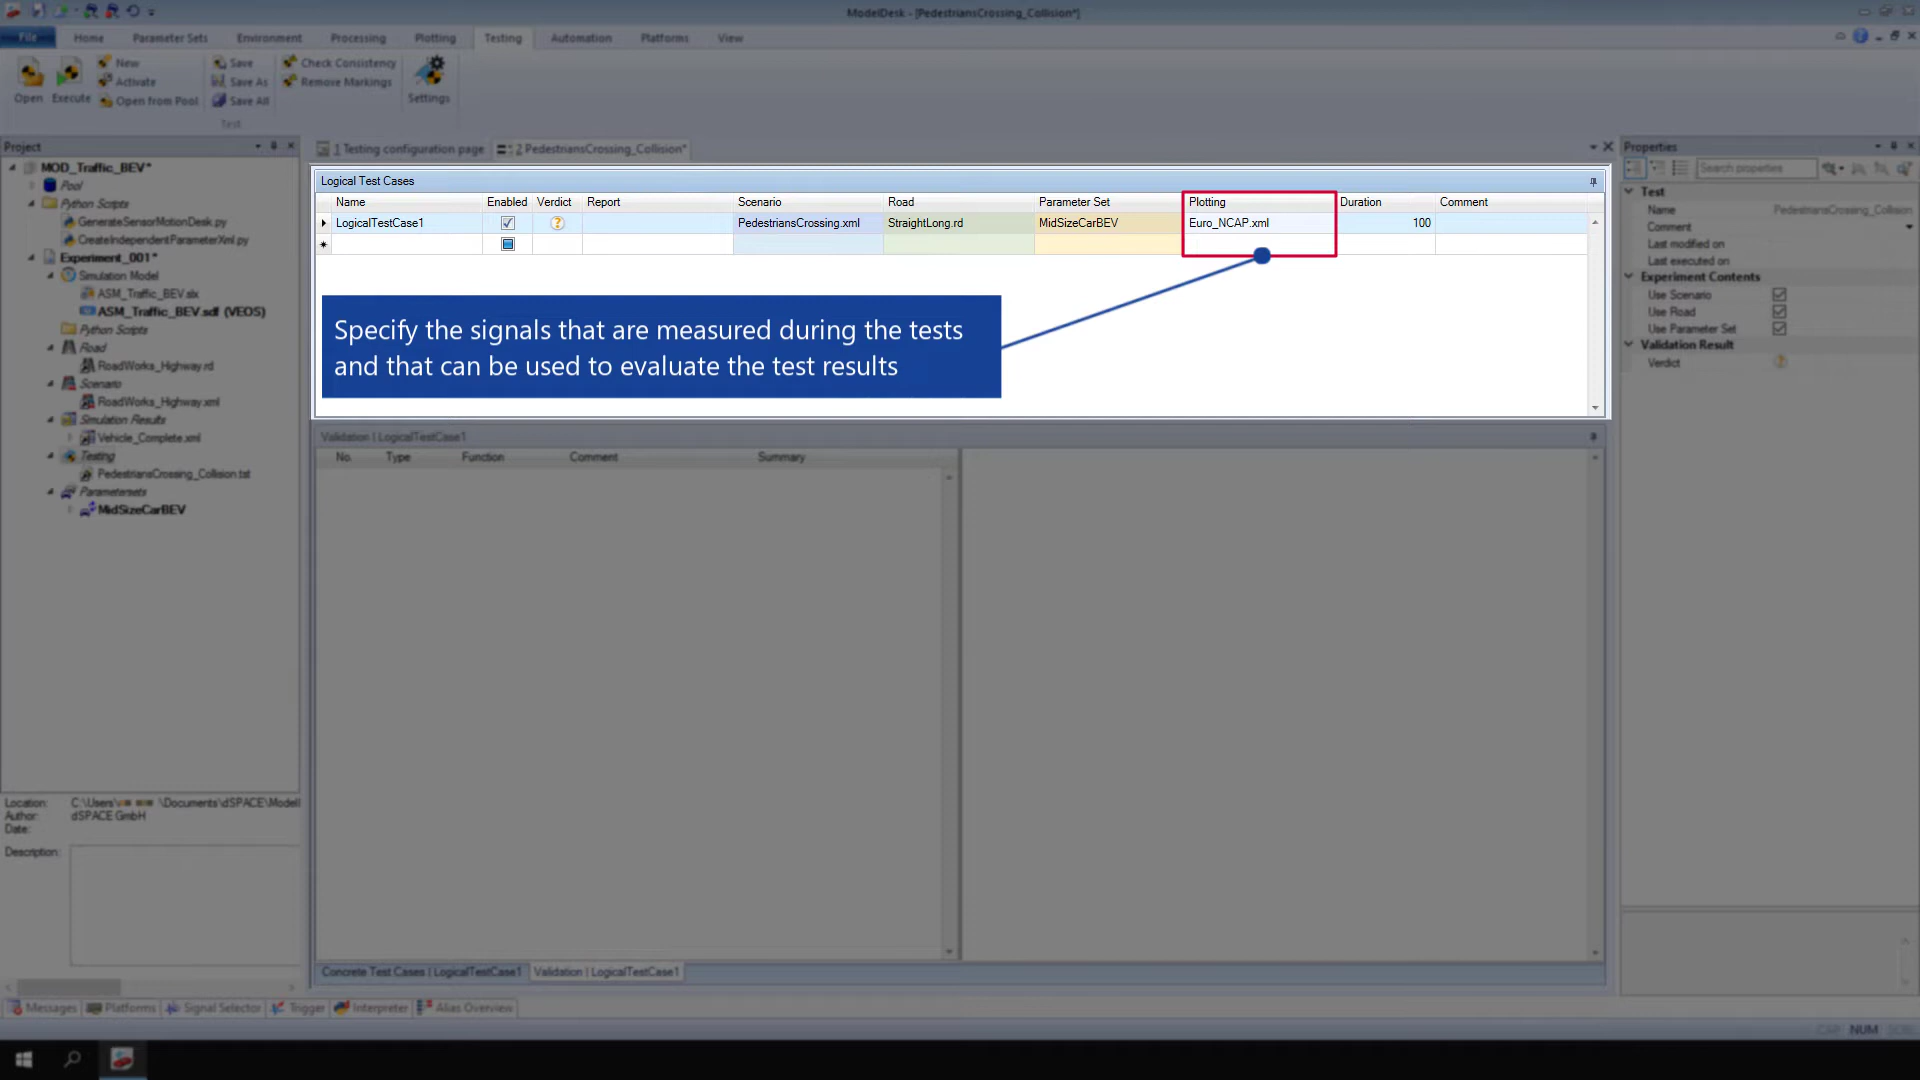 ModelDesk - [PedestriansCrossing_Collision*]
File Home Parameter Sets Environment Processing Plotting Testing Automation Platforms View
Open
Execute
New
Activate
Open from Pool
Save
Save As
Save All
Check Consistency
Remove Markings
Settings
Test
Project
MOD_Traffic_BEV*
Pool
Python Scripts
GenerateSensorMotionDesk.py
CreateIndependentParameterXml.py
Experiment_001*
Simulation Model
ASM_Traffic_BEV.slx
ASM_Traffic_BEV.sdf (VEOS)
Python Scripts
Road
RoadWorks_Highway.rd
Scenario
RoadWorks_Highway.xml
Simulation Results
Vehicle_Complete.xml
Testing
PedestriansCrossing_Collision.tst
Parametersets
MidSizeCarBEV
Location: C:\Users\ \Documents\dSPACE\Modell
Author: dSPACE GmbH
Date:
Description:
1 Testing configuration page
2 PedestriansCrossing_Collision*
Logical Test Cases
Name Enabled Verdict Report Scenario Road Parameter Set Plotting Duration Comment
LogicalTestCase1 PedestriansCrossing.xml StraightLong.rd MidSizeCarBEV Euro_NCAP.xml 100
Specify the signals that are measured during the tests
and that can be used to evaluate the test results
Validation | LogicalTestCase1
No. Type Function Comment Summary
Concrete Test Cases | LogicalTestCase1
Validation | LogicalTestCase1
Properties
Search properties
Test
Name PedestriansCrossing_Collision
Comment
Last modified on
Last executed on
Experiment Contents
Use Scenario
Use Road
Use Parameter Set
Validation Result
Verdict
Messages Platforms Signal Selector Trigger Interpreter Alias Overview
CAP NUM